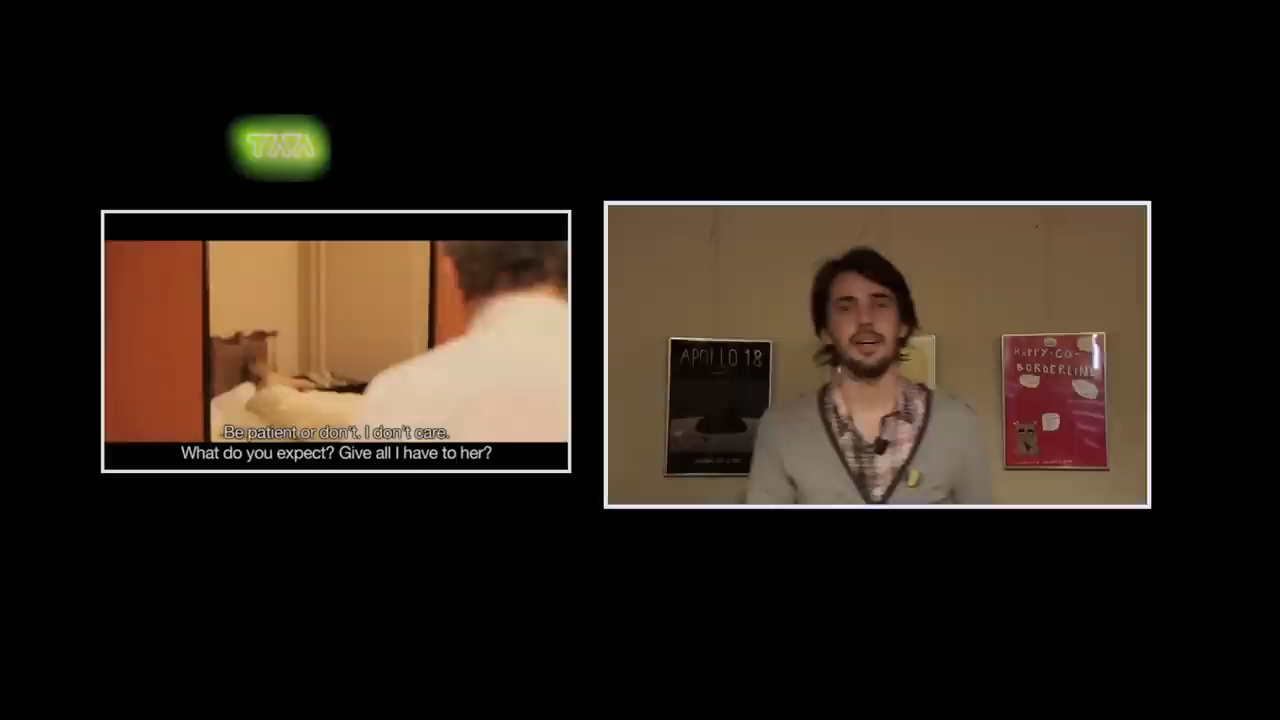 TATA
Be patient or don't. I don't care.
What do you expect? Give all I have to her?
APOLLO 18
HAPPY-GO-
BORDERLINE